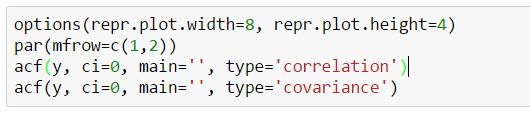 options(repr.plot.width=8, repr.plot.height=4)
par(mfrow=c(1,2))
acf(y, ci=0, main='', type='correlation')
acf(y, ci=0, main='', type='covariance')